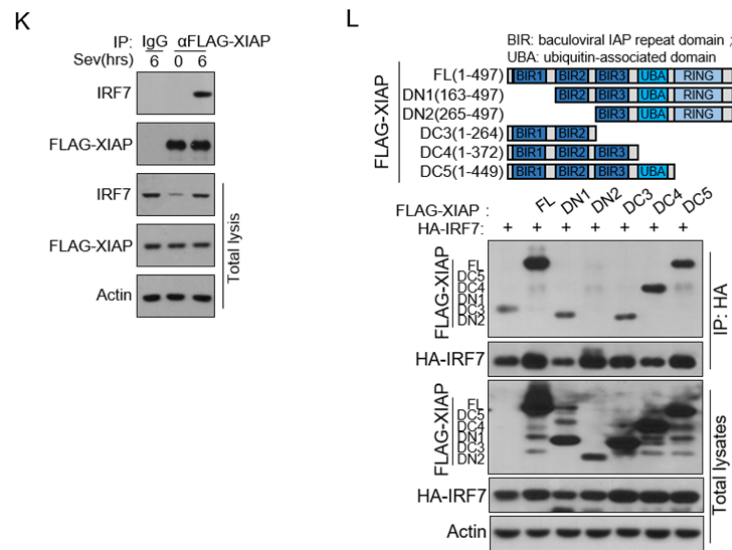 K
IP: IgG αFLAG-XIAP
Sev(hrs) 6 0 6
IRF7
FLAG-XIAP
IRF7
FLAG-XIAP
Actin
Total lysis
L
BIR: baculoviral IAP repeat domain ;
UBA: ubiquitin-associated domain
FLAG-XIAP
FL(1-497) BIR1 BIR2 BIR3 UBA RING
DN1(163-497) BIR2 BIR3 UBA RING
DN2(265-497) BIR3 UBA RING
DC3(1-264) BIR1 BIR2
DC4(1-372) BIR1 BIR2 BIR3
DC5(1-449) BIR1 BIR2 BIR3 UBA
FLAG-XIAP : FL DN1 DN2 DC3 DC4 DC5
HA-IRF7: + + + + + + +
FLAG-XIAP
FL
DC5
DC4
DN1
DC3
DN2
HA-IRF7
IP: HA
FLAG-XIAP
FL
DC5
DC4
DN1
DC3
DN2
HA-IRF7
Actin
Total lysates